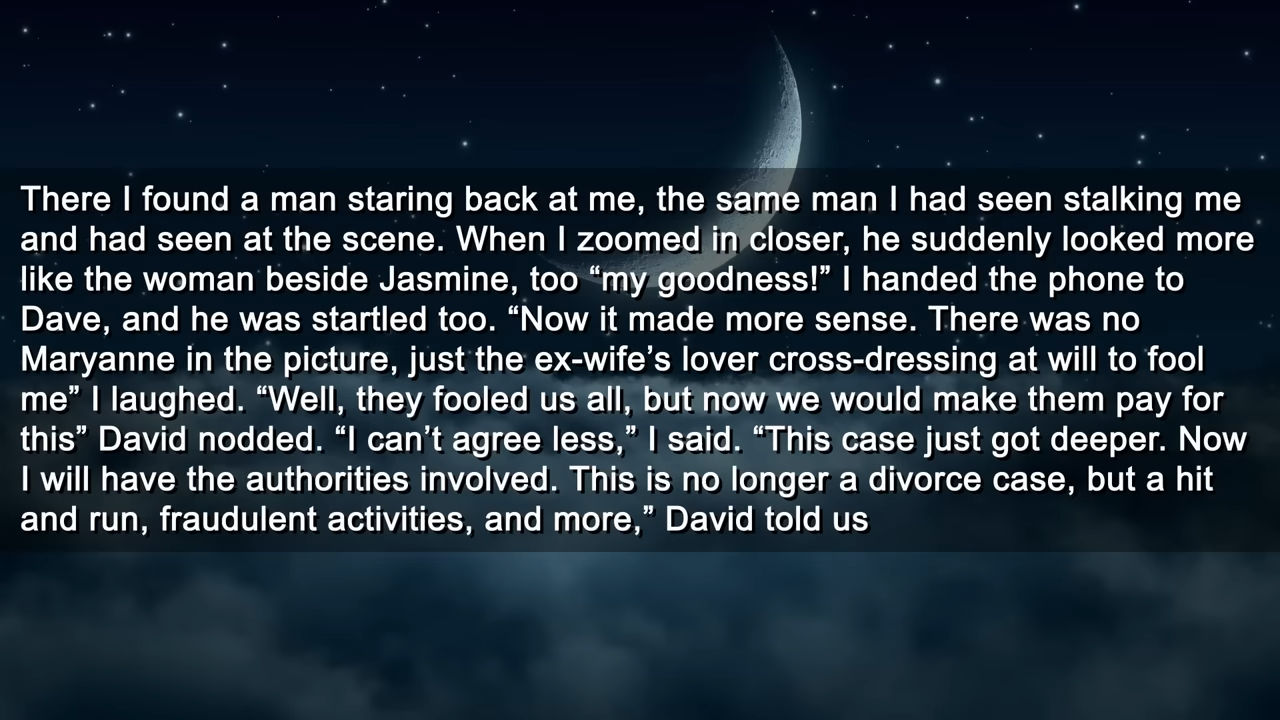 There I found a man staring back at me, the same man I had seen stalking me
and had seen at the scene. When I zoomed in closer, he suddenly looked more
like the woman beside Jasmine, too “my goodness!” I handed the phone to
Dave, and he was startled too. “Now it made more sense. There was no
Maryanne in the picture, just the ex-wife’s lover cross-dressing at will to fool
me” I laughed. “Well, they fooled us all, but now we would make them pay for
this” David nodded. “I can’t agree less,” I said. “This case just got deeper. Now
I will have the authorities involved. This is no longer a divorce case, but a hit
and run, fraudulent activities, and more,” David told us